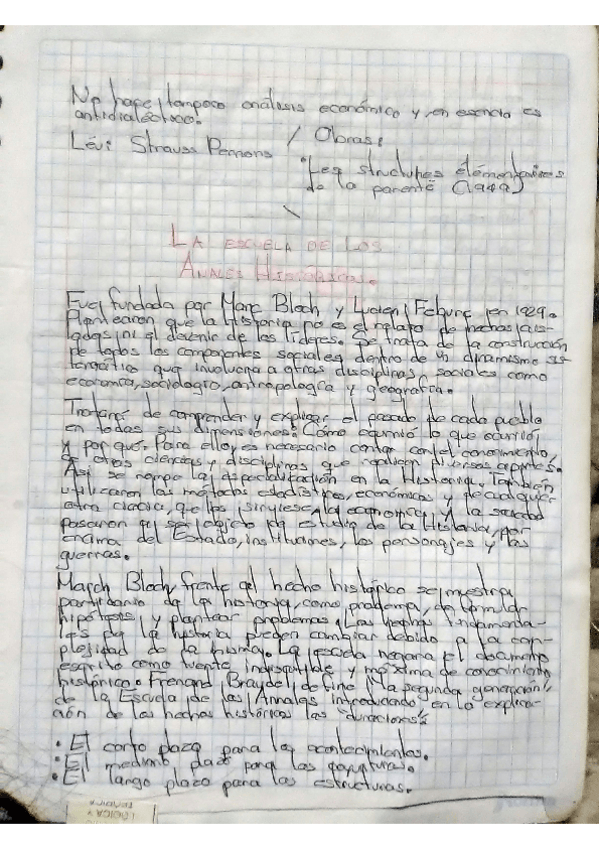 No hace tampoco análisis económico y en esencia es
antidialéctico.
Lévi Strauss Persons / Obras:
"Les structures élémentaires
de la parenté (1949)
LA ESCUELA DE LOS
ANNALES HISTÓRICOS.
Fue fundada por Marc Bloch y Lucien Febvre en 1929.
Plantearon que la Historia no es el relato de hechos ais-
lados ni el decenir de los líderes. Se trata de la construcción
de todos los componentes sociales dentro de un dinamismo sis-
temático que involucra a otras disciplinas sociales como
economía, sociología, antropología y geografía.
Tratará de comprender y explicar el pasado de cada pueblo
en todas sus dimensiones: Cómo ocurrió lo que ocurrió
y por qué. Para ello, es necesario contar con el conocimiento
de otras ciencias y disciplinas que realicen diversos aportes.
Así se rompe la especialización en la Historia. También
utilizaron los métodos estadísticos, económicos y de cualquier
otra ciencia, que les sirviese. La economía y la sociedad
pasaron a ser objeto de estudio de la Historia, por
encima del Estado, instituciones, los personajes y las
guerras.
March Bloch, frente al hecho histórico se muestra
partidario de la historia, como problema, de formular
hipótesis y plantear problemas. Las fundamenta-
les de la historia pueden cambiar debido a la com-
plejidad de la misma. La escuela negaría el documento
escrito como fuente indiscutible y máxima de conocimiento
histórico. Fernand Braudel define la segunda generación
de la Escuela de las Annales introduciendo, en la explica-
ción de los hechos históricos las "duraciones":
• El corto plazo para los acontecimientos.
• El mediano plazo para las coyunturas.
• El largo plazo para las estructuras.
LÓGICA Y